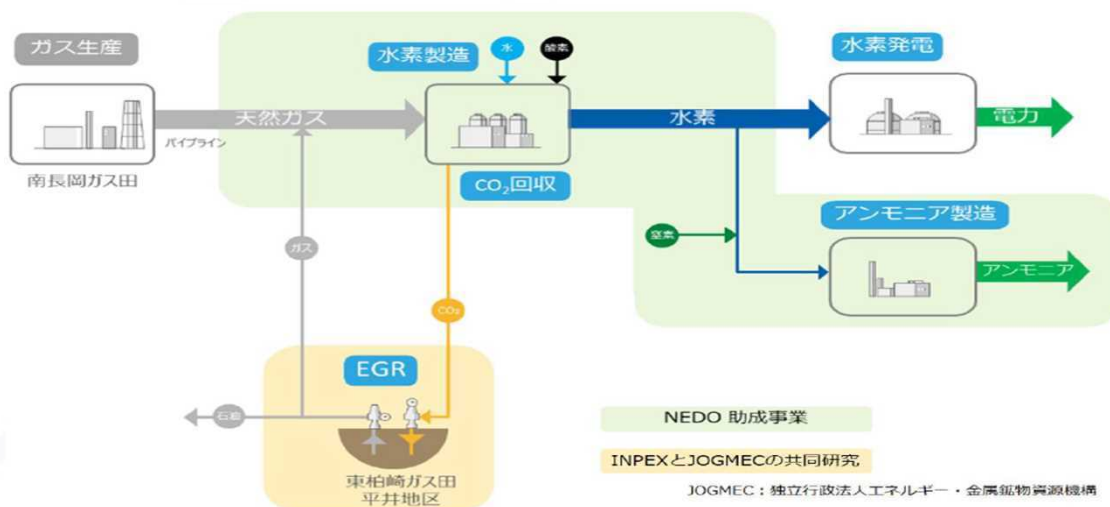 ガス生産
水素製造
水
酸素
水素発電
天然ガス
水素
電力
パイプライン
南長岡ガス田
CO₂回収
アンモニア製造
窒素
ガス
アンモニア
CO₂
EGR
石油
NEDO 助成事業
INPEXとJOGMECの共同研究
東柏崎ガス田
平井地区
JOGMEC：独立行政法人エネルギー・金属鉱物資源機構